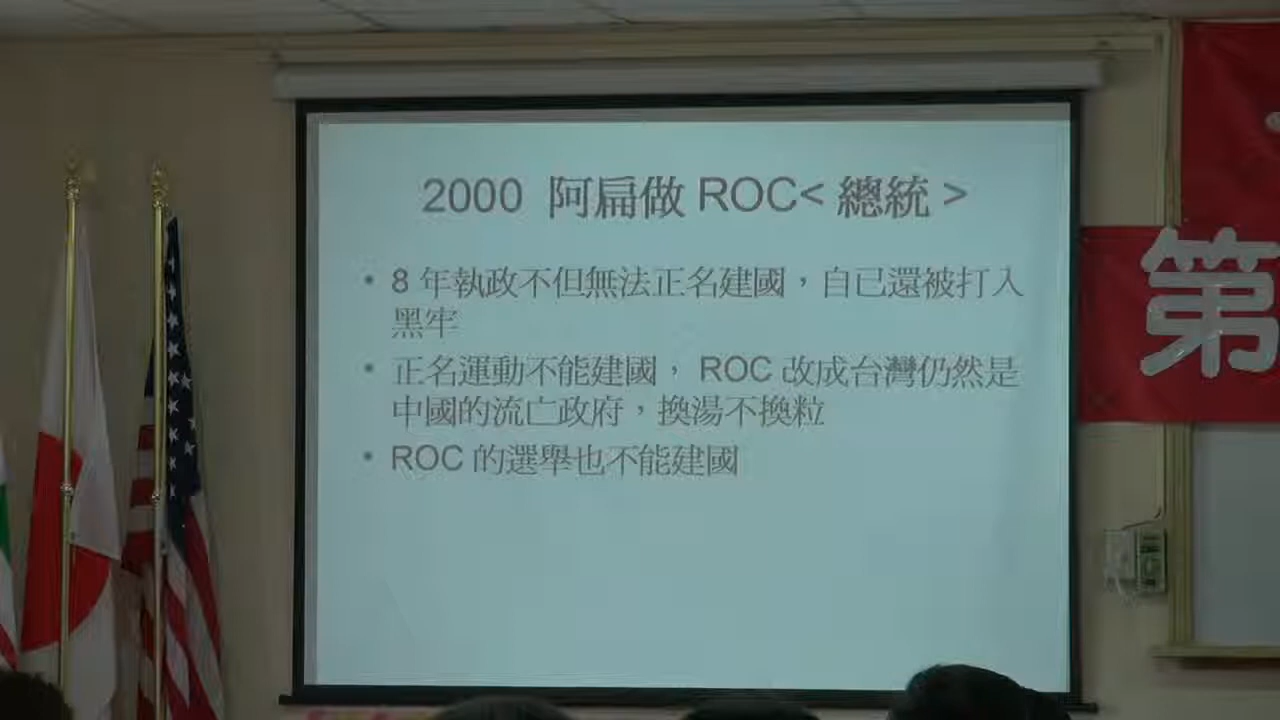 2000 阿扁做 ROC< 總統 >
• 8 年執政不但無法正名建國，自已還被打入
黑牢
• 正名運動不能建國， ROC 改成台灣仍然是
中國的流亡政府，換湯不換粒
• ROC 的選舉也不能建國
第